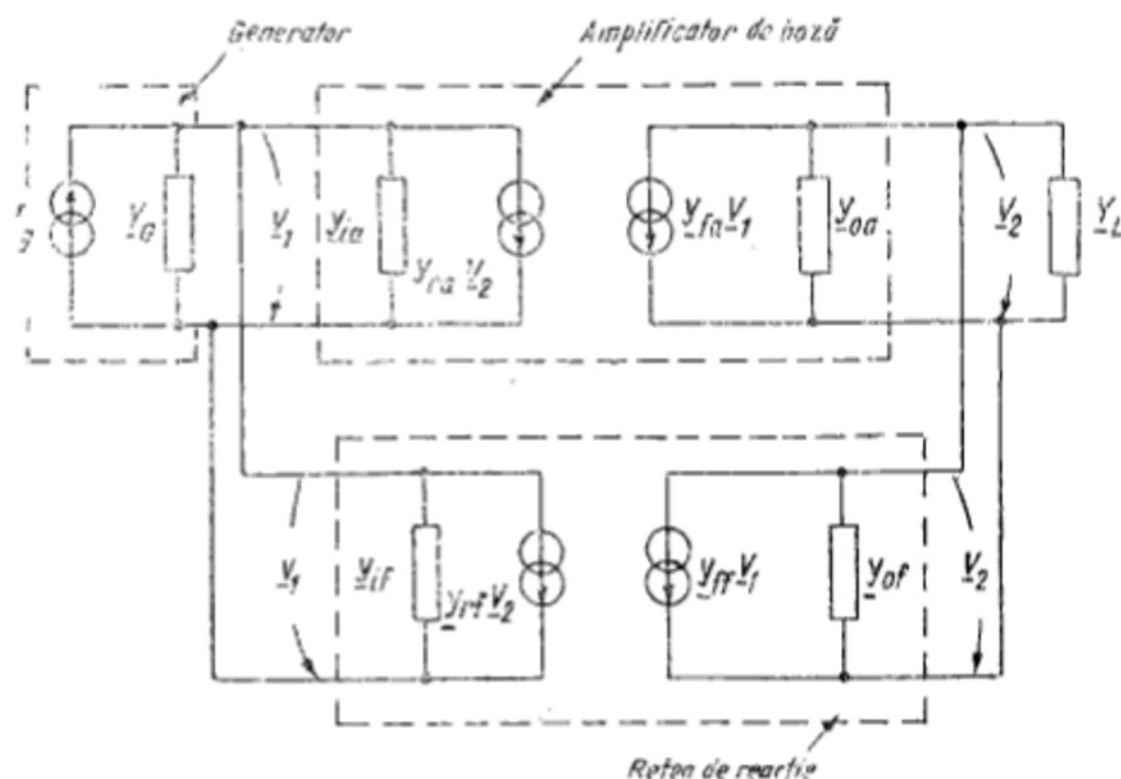 Generator
Amplificator de bază
g
Y_G
V_1
y_ia
y_ra V_2
y_fa V_1
y_oa
V_2
Y_L
V_1
y_if
y_rf V_2
y_ff V_1
y_of
V_2
de reacție